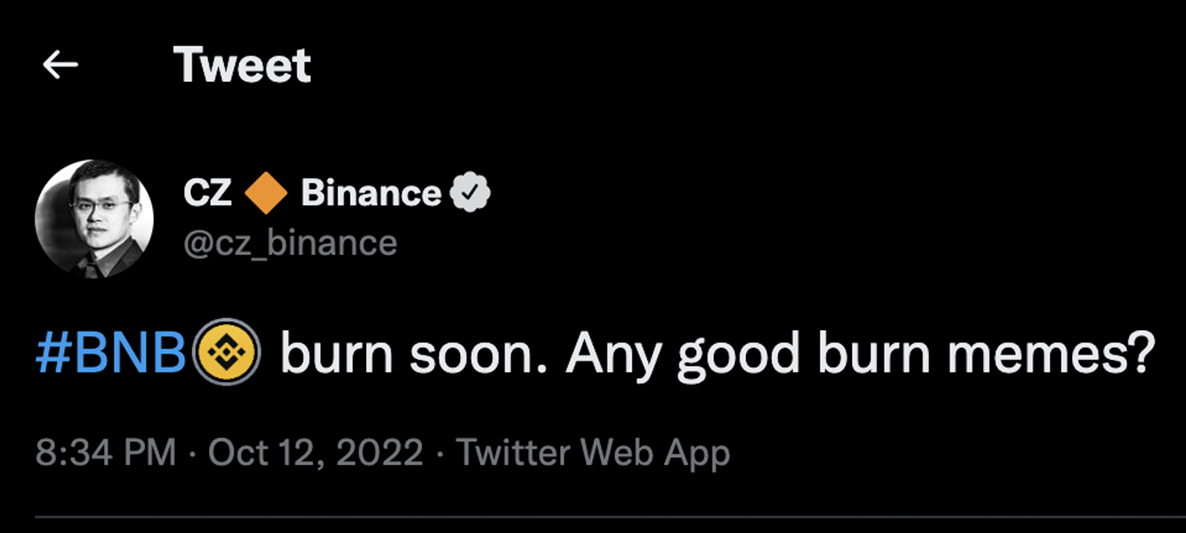 Tweet
CZ 🔶 Binance
@cz_binance
#BNB burn soon. Any good burn memes?
8:34 PM · Oct 12, 2022 · Twitter Web App